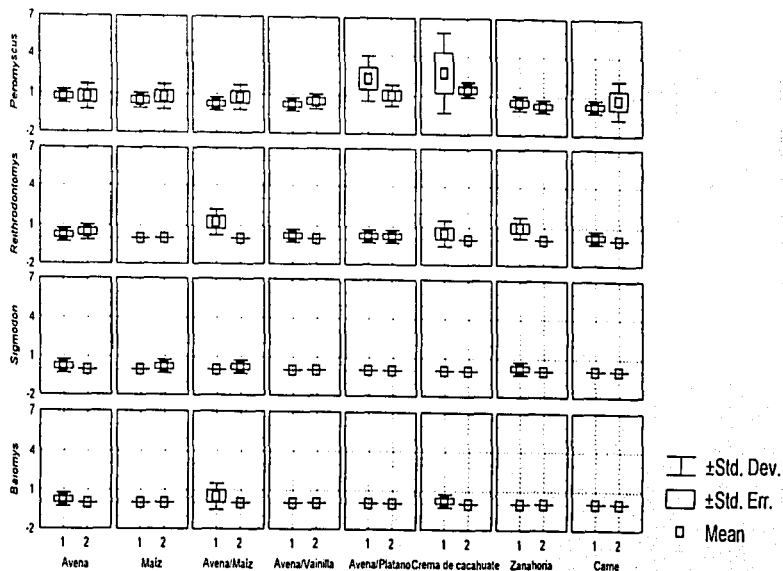 7
4
1
-2
Peromyscus
7
4
1
-2
Reithrodontomys
7
4
1
-2
Sigmodon
7
4
1
-2
Baiomys
1 2 1 2 1 2 1 2 1 2 1 2 1 2 1 2
Avena Maíz Avena/Maíz Avena/Vainilla Avena/Platano Crema de cacahuate Zanahoria Carne
±Std. Dev.
±Std. Err.
Mean